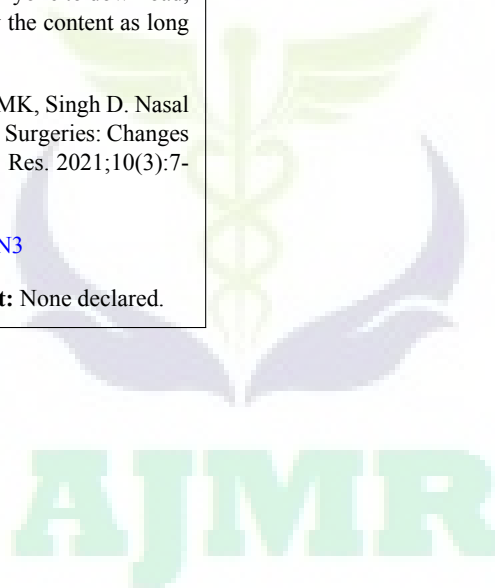 the content as long
MK, Singh D. Nasal
Surgeries: Changes
Res. 2021;10(3):7-
N3
t: None declared.
AJMR